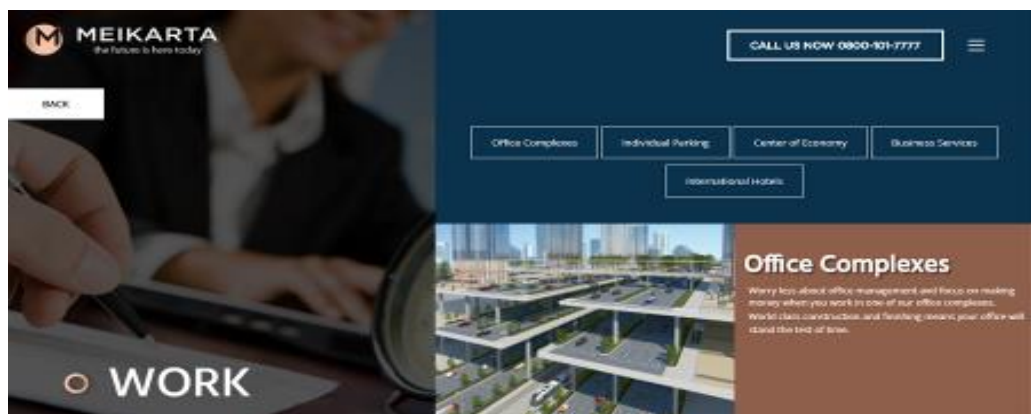 MEIKARTA
the future is here today
CALL US NOW 0800-101-7777
BACK
Office Complexes
Individual Parking
Center of Economy
Business Services
International Hotels
Office Complexes
Worry less about office management and focus on making
money when you work in one of our office complexes.
World class construction and finishing means your office will
stand the test of time.
WORK